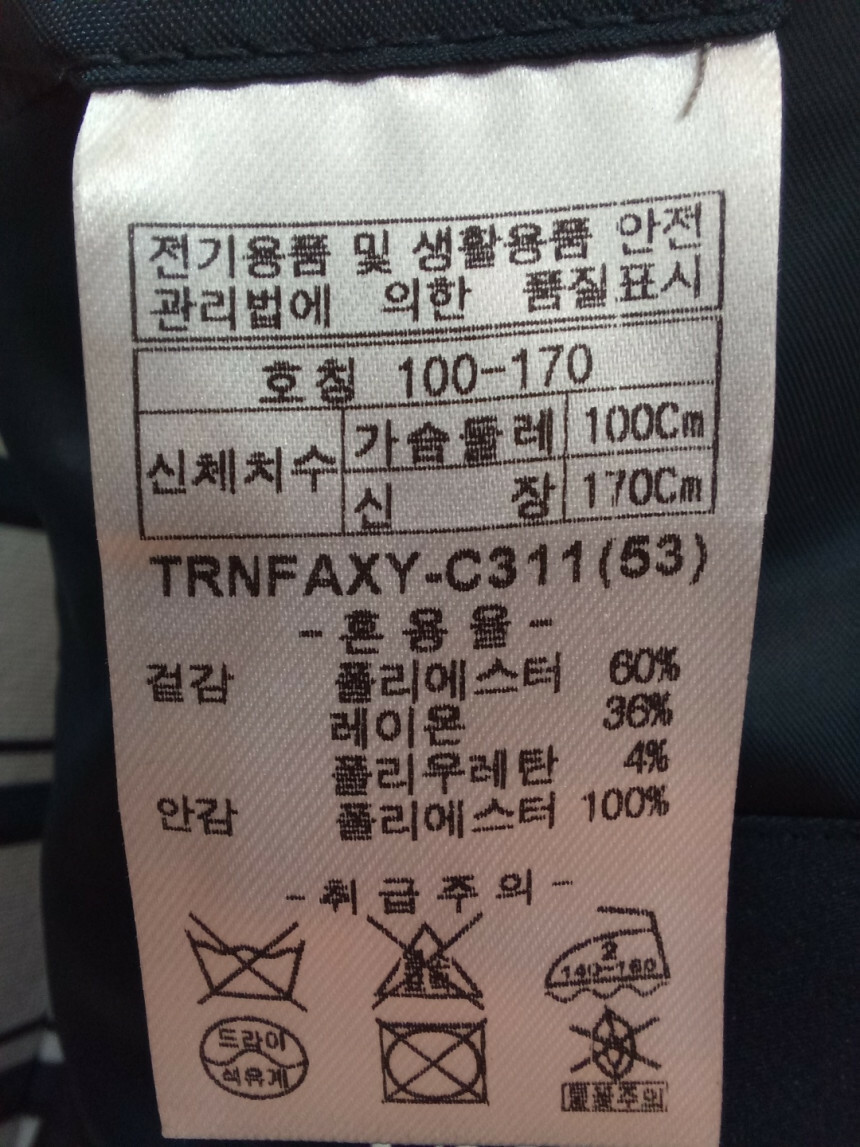 전기용품 및 생활용품 안전
관리법에 의한 품질표시
호칭 100-170
신체치수 가슴둘레 100Cm
신 장 170Cm
TRNFAXY-C311(53)
- 혼 용 율 -
겉감 폴리에스터 60%
레이온 36%
폴리우레탄 4%
안감 폴리에스터 100%
- 취 급 주 의 -
2
140-160
드라이
석유계